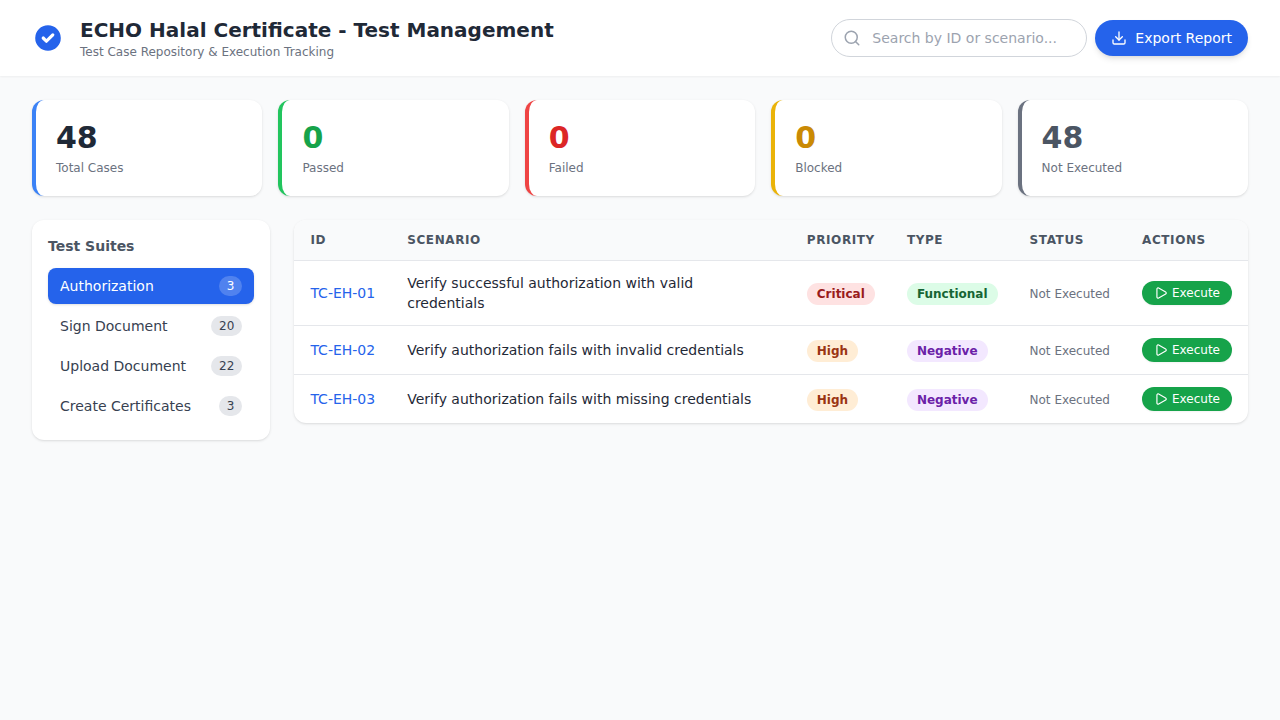 ECHO Halal Certificate - Test Management
Test Case Repository & Execution Tracking
Search by ID or scenario...
Export Report
48
Total Cases
0
Passed
0
Failed
0
Blocked
48
Not Executed
Test Suites
Authorization 3
Sign Document 20
Upload Document 22
Create Certificates 3
ID SCENARIO PRIORITY TYPE STATUS ACTIONS
TC-EH-01 Verify successful authorization with valid
credentials Critical Functional Not Executed Execute
TC-EH-02 Verify authorization fails with invalid credentials High Negative Not Executed Execute
TC-EH-03 Verify authorization fails with missing credentials High Negative Not Executed Execute